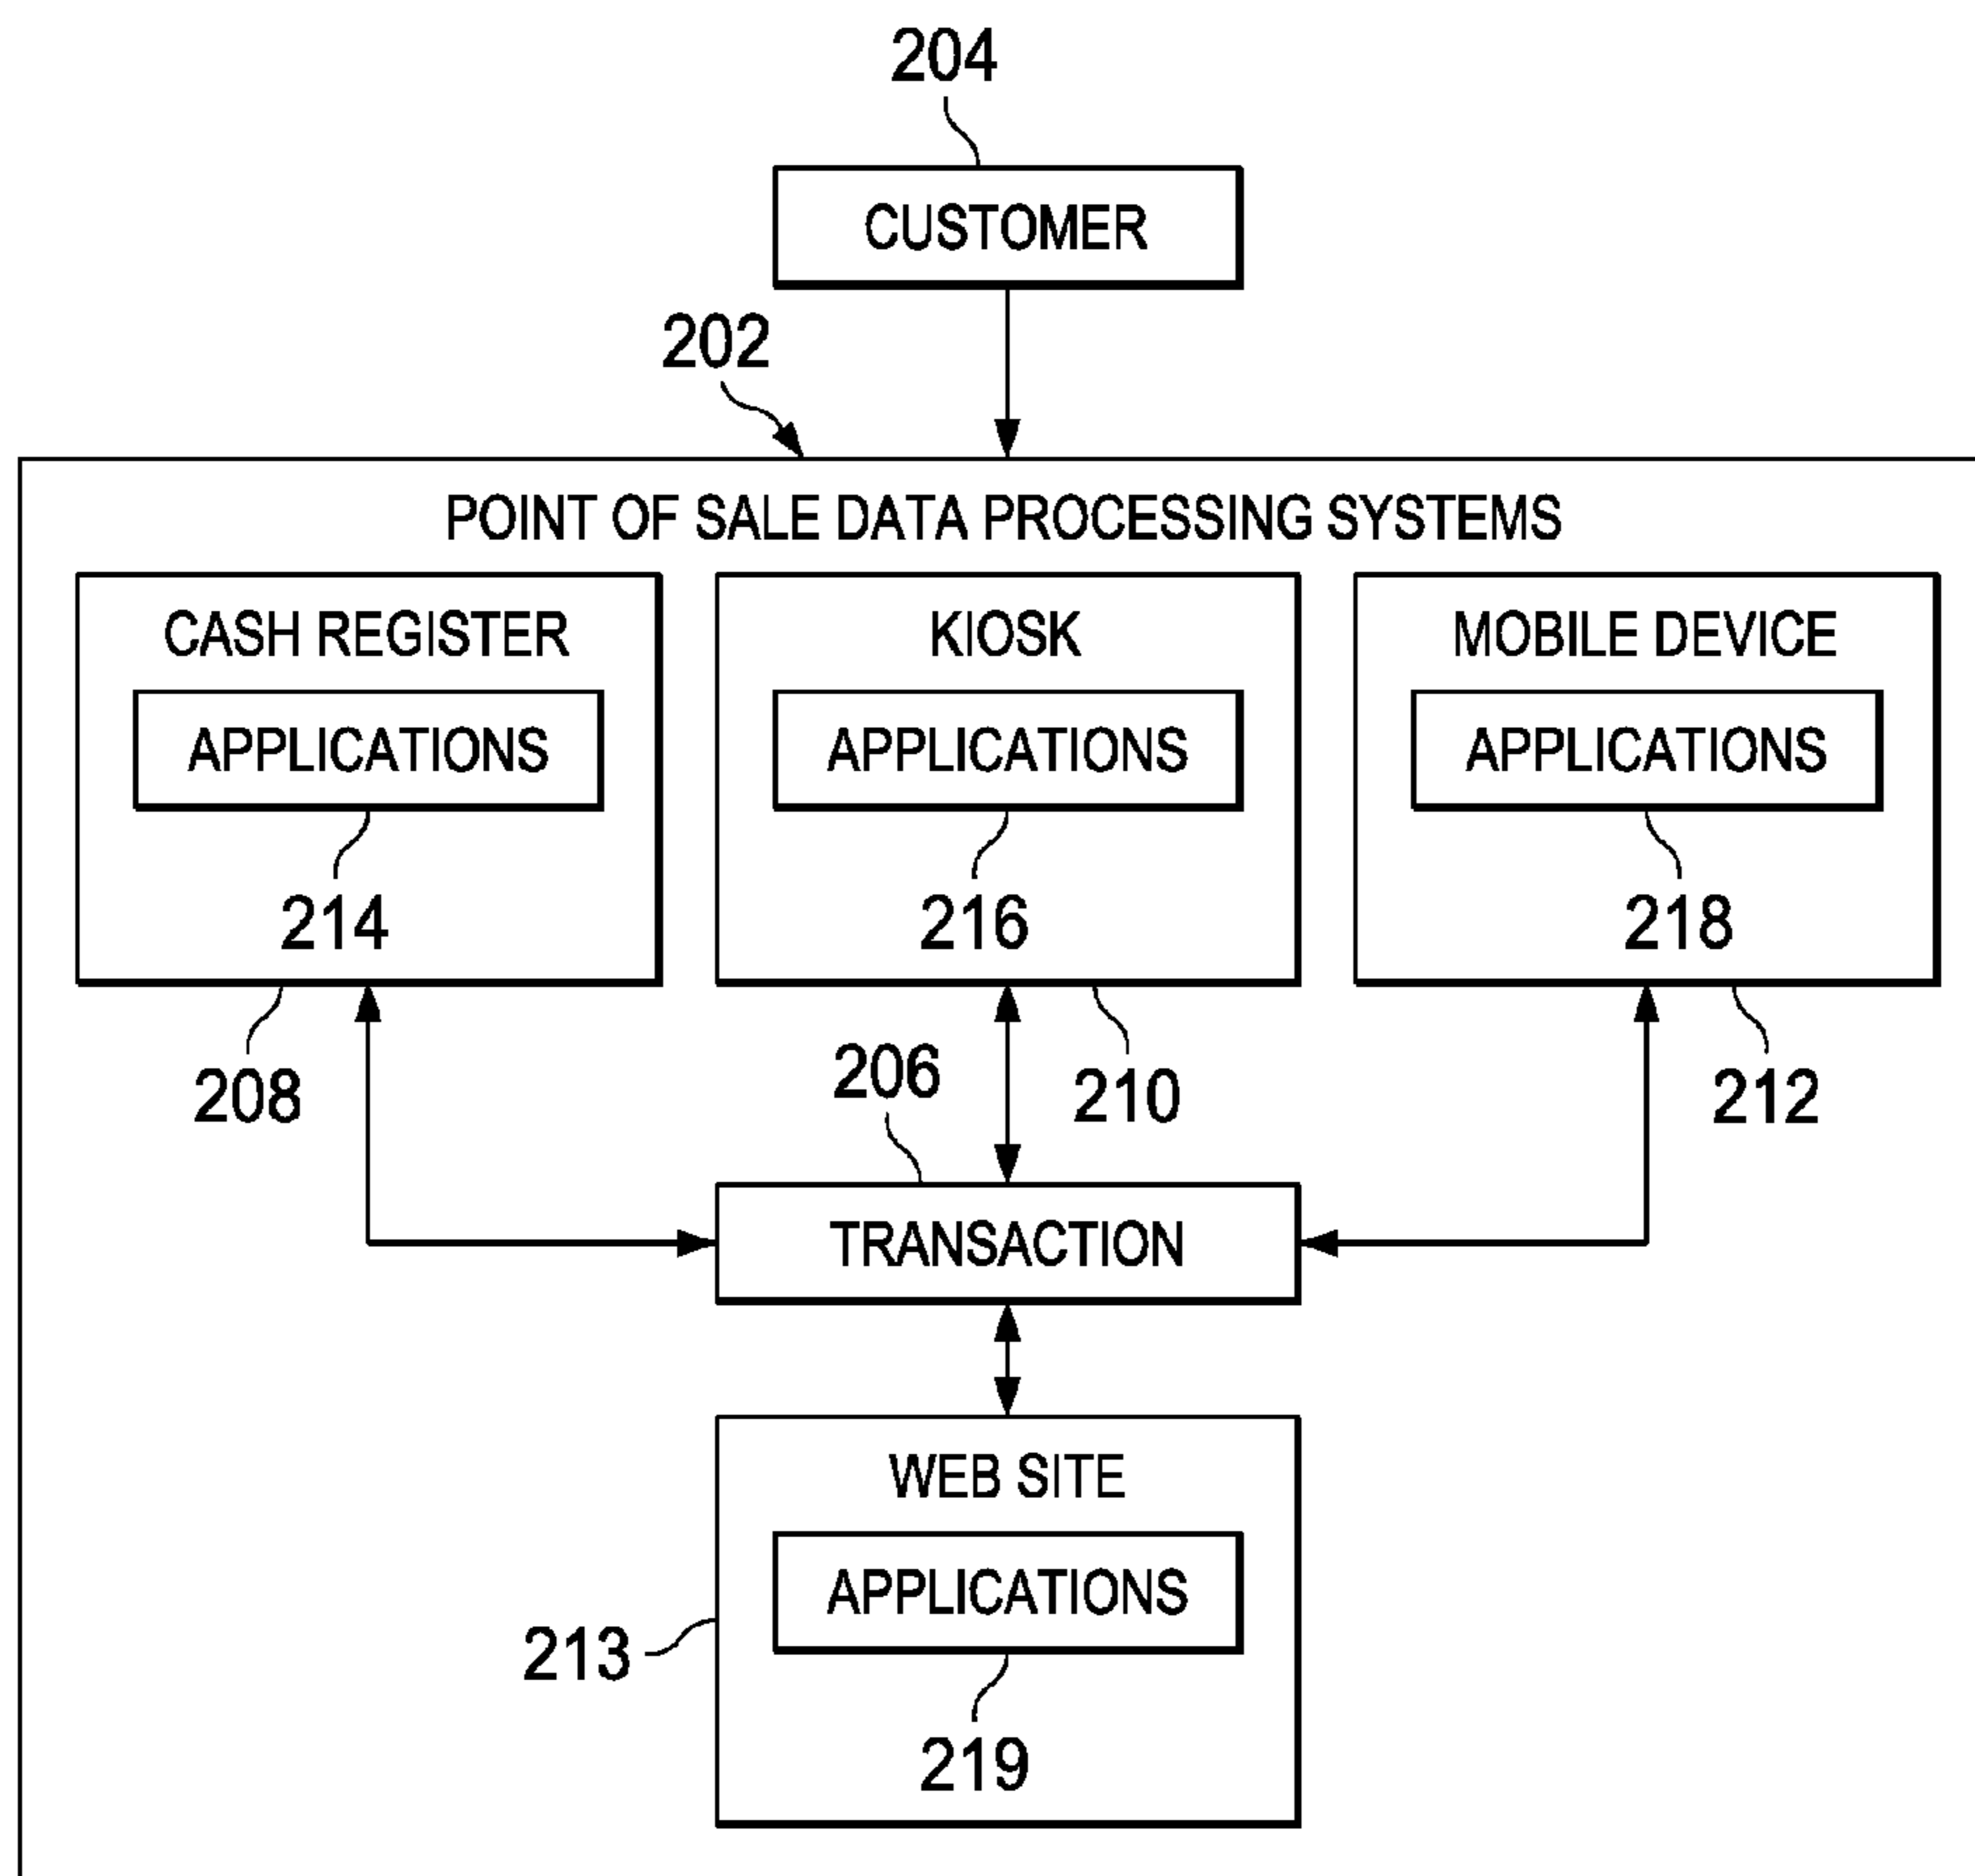 204
CUSTOMER
202
POINT OF SALE DATA PROCESSING SYSTEMS
CASH REGISTER
KIOSK
MOBILE DEVICE
APPLICATIONS
APPLICATIONS
APPLICATIONS
214
216
218
208
206
210
212
TRANSACTION
WEB SITE
APPLICATIONS
213
219